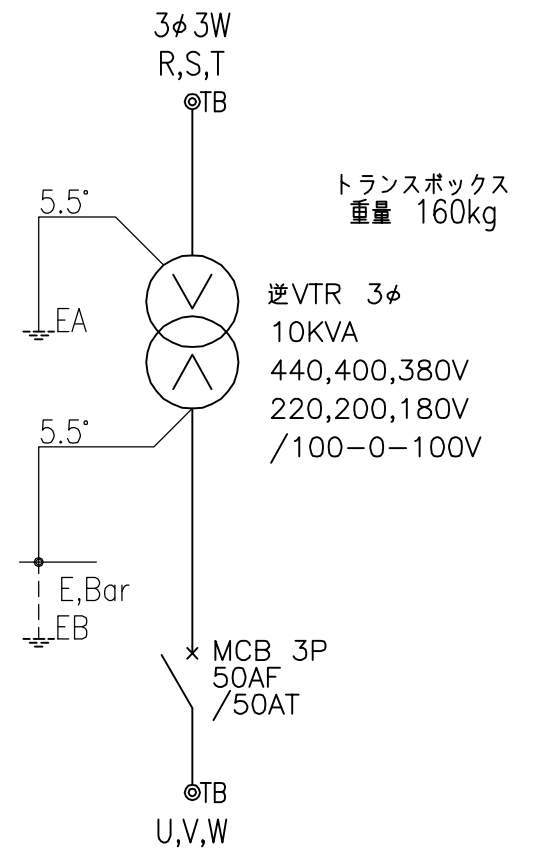 3φ3W
R,S,T
TB
トランスボックス
重量 160kg
5.5°
EA
逆VTR 3φ
10KVA
440,400,380V
220,200,180V
/100-0-100V
5.5°
E,Bar
EB
MCB 3P
50AF
/50AT
TB
U,V,W